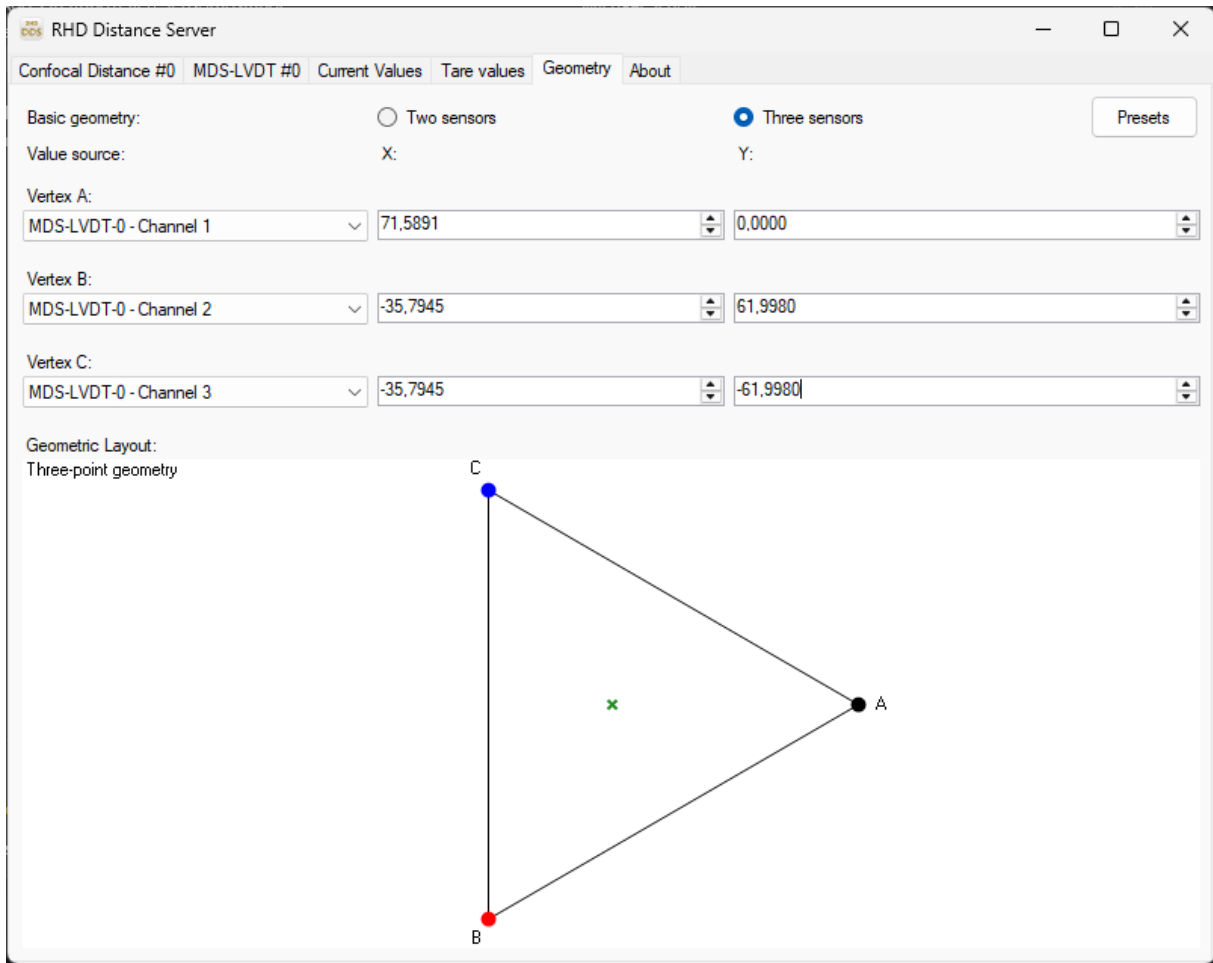 RHD DDS RHD Distance Server
Confocal Distance #0 MDS-LVDT #0 Current Values Tare values Geometry About
Basic geometry: Two sensors Three sensors Presets
Value source: X: Y:
Vertex A:
MDS-LVDT-0 - Channel 1 71,5891 0,0000
Vertex B:
MDS-LVDT-0 - Channel 2 -35,7945 61,9980
Vertex C:
MDS-LVDT-0 - Channel 3 -35,7945 -61,9980
Geometric Layout:
Three-point geometry
C
A
B